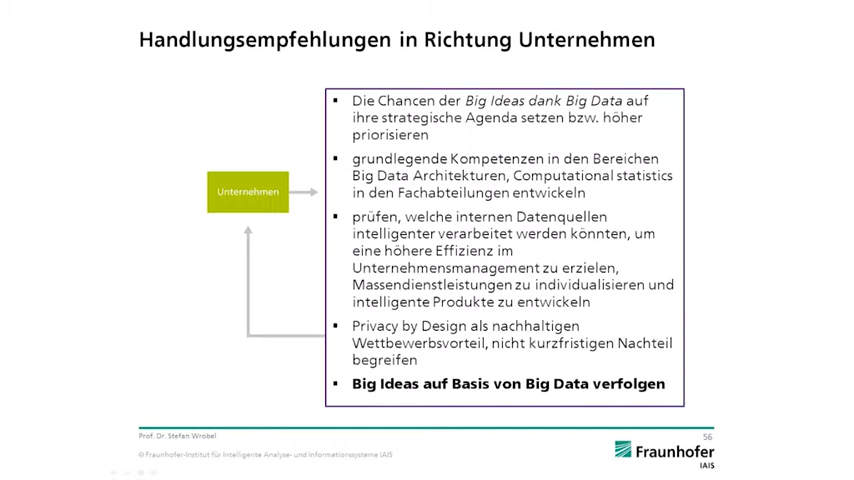 Handlungsempfehlungen in Richtung Unternehmen
Unternehmen
▪ Die Chancen der Big Ideas dank Big Data auf
ihre strategische Agenda setzen bzw. höher
priorisieren
▪ grundlegende Kompetenzen in den Bereichen
Big Data Architekturen, Computational statistics
in den Fachabteilungen entwickeln
▪ prüfen, welche internen Datenquellen
intelligenter verarbeitet werden könnten, um
eine höhere Effizienz im
Unternehmensmanagement zu erzielen,
Massendienstleistungen zu individualisieren und
intelligente Produkte zu entwickeln
▪ Privacy by Design als nachhaltigen
Wettbewerbsvorteil, nicht kurzfristigen Nachteil
begreifen
▪ Big Ideas auf Basis von Big Data verfolgen
Prof. Dr. Stefan Wrobel
56
© Fraunhofer-Institut für Intelligente Analyse- und Informationssysteme IAIS
Fraunhofer
IAIS